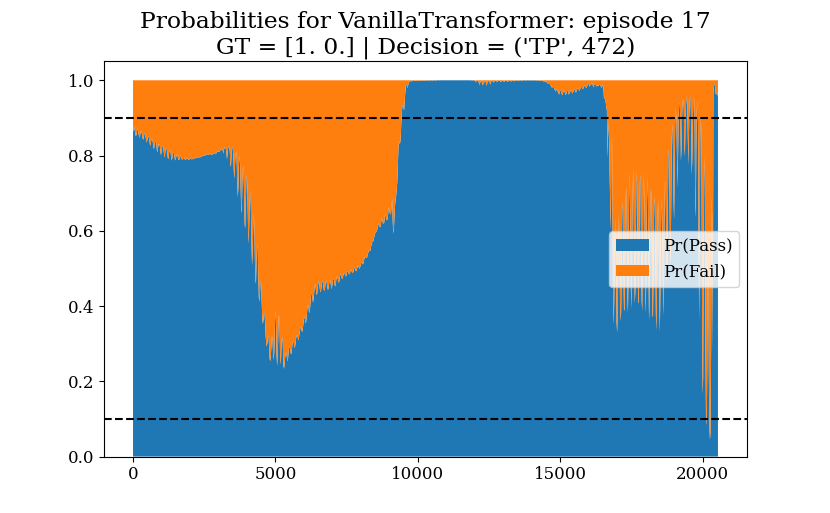 Probabilities for VanillaTransformer: episode 17
GT = [1. 0.] | Decision = ('TP', 472)
1.0
0.8
0.6
0.4
0.2
0.0
Pr(Pass)
Pr(Fail)
0
5000
10000
15000
20000